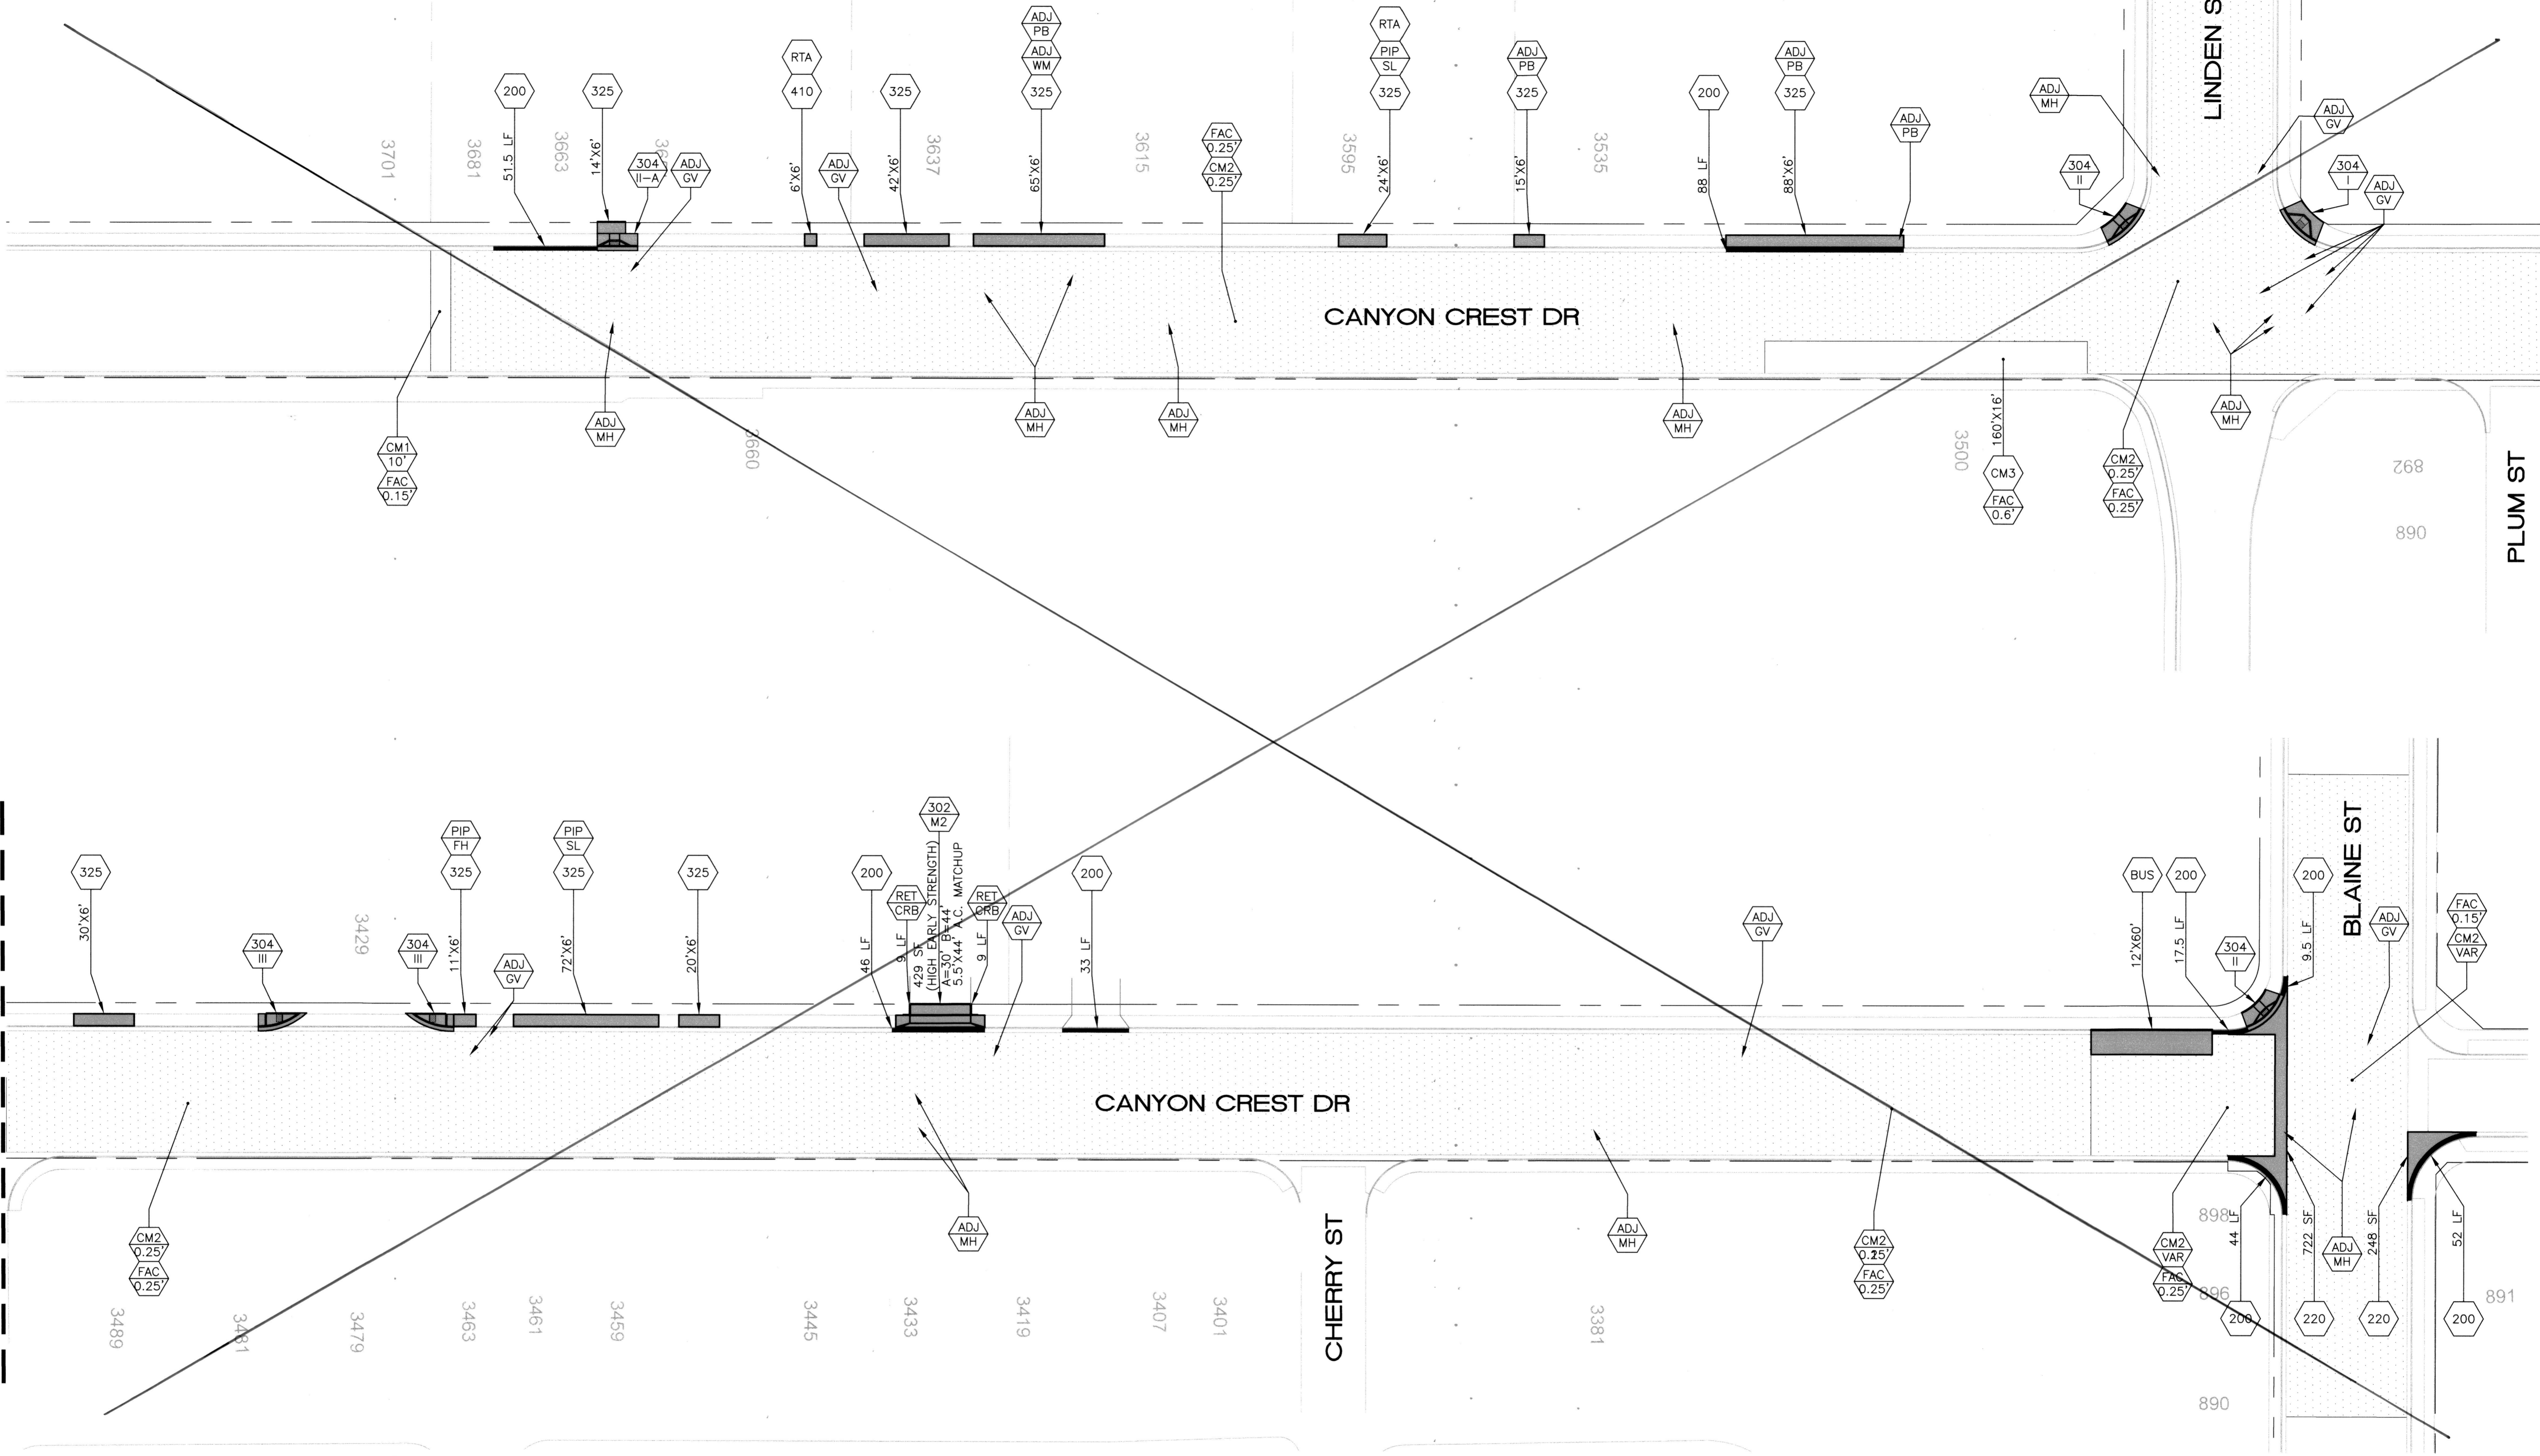 RTA
410
ADJ
PB
ADJ
WM
325
RTA
PIP
SL
325
ADJ
PB
325
ADJ
PB
325
200
325
325
200
ADJ
PB
ADJ
MH
LINDEN S
ADJ
GV
304
II
304
I
ADJ
GV
3701
3681
51.5 LF
3663
14'X6'
304
II-A
ADJ
GV
6'X6'
ADJ
GV
42'X6'
3637
65'X6'
3615
FAC
0.25'
CM2
0.25'
3595
24'X6'
15'X6'
3535
88 LF
88'X6'
CANYON CREST DR
CM1
10'
FAC
0.15'
ADJ
MH
3660
ADJ
MH
ADJ
MH
ADJ
MH
3500
160'X16'
CM3
FAC
0.6'
CM2
0.25'
FAC
0.25'
ADJ
MH
892
890
PLUM ST
325
30'X6'
304
III
3429
304
III
PIP
FH
325
11'X6'
ADJ
GV
PIP
SL
325
72'X6'
325
20'X6'
200
46 LF
RET
CRB
9 LF
302
M2
429 SF
(HIGH EARLY STRENGTH)
A=30' B=44'
5.5'X44' A.C. MATCHUP
RET
CRB
9 LF
ADJ
GV
200
33 LF
ADJ
GV
BUS
12'X60'
200
17.5 LF
304
II
200
9.5 LF
BLAINE ST
ADJ
GV
FAC
0.15'
CM2
VAR
CANYON CREST DR
CM2
0.25'
FAC
0.25'
ADJ
MH
CHERRY ST
ADJ
MH
CM2
FAC
0.25'
CM2
VAR
FAC
0.25'
898
896
890
44 LF
200
722 SF
220
ADJ
MH
248 SF
220
52 LF
200
891
3489
3481
3479
3463
3461
3459
3445
3433
3419
3407
3401
3381